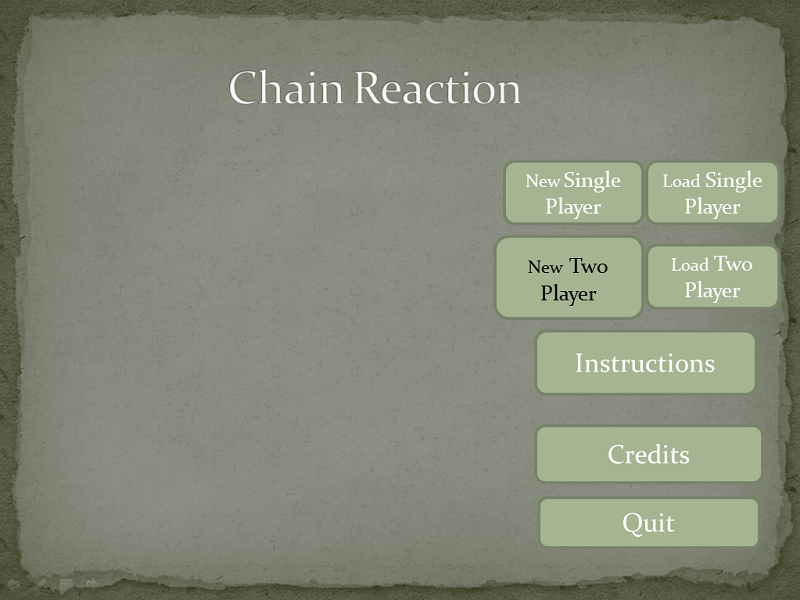 Chain Reaction
New Single
Player
Load Single
Player
New Two
Player
Load Two
Player
Instructions
Credits
Quit